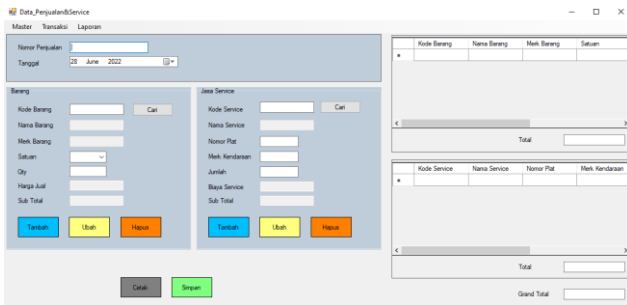 Data_Penjualan&Service
Master Transaksi Laporan
Nomor Penjualan
Tanggal 28 June 2022
Barang
Kode Barang Cari
Nama Barang
Merk Barang
Satuan
Qty
Harga Jual
Sub Total
Tambah Ubah Hapus
Jasa Service
Kode Service Cari
Nama Service
Nomor Plat
Merk Kendaraan
Jumlah
Biaya Service
Sub Total
Tambah Ubah Hapus
Cetak Simpan
Kode Barang Nama Barang Merk Barang Satuan
Total
Kode Service Nama Service Nomor Plat Merk Kendaraan
Total
Grand Total